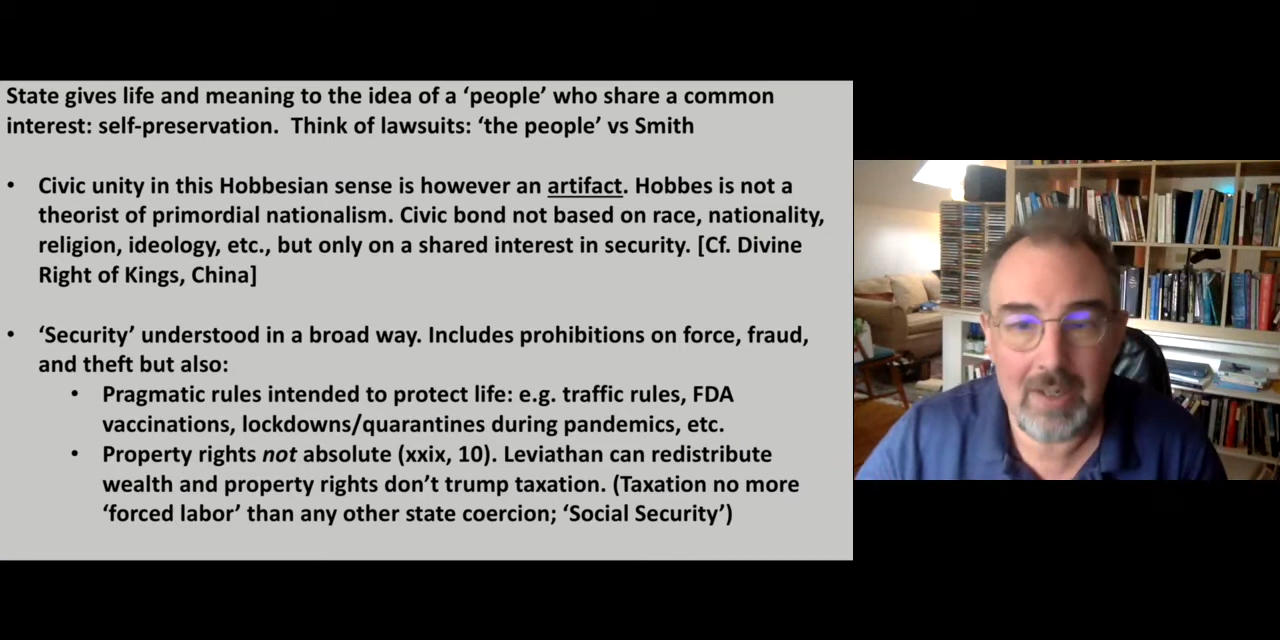 State gives life and meaning to the idea of a ‘people’ who share a common
interest: self-preservation.  Think of lawsuits: ‘the people’ vs Smith
• Civic unity in this Hobbesian sense is however an artifact. Hobbes is not a
theorist of primordial nationalism. Civic bond not based on race, nationality,
religion, ideology, etc., but only on a shared interest in security. [Cf. Divine
Right of Kings, China]
• ‘Security’ understood in a broad way. Includes prohibitions on force, fraud,
and theft but also:
• Pragmatic rules intended to protect life: e.g. traffic rules, FDA
vaccinations, lockdowns/quarantines during pandemics, etc.
• Property rights not absolute (xxix, 10). Leviathan can redistribute
wealth and property rights don’t trump taxation. (Taxation no more
‘forced labor’ than any other state coercion; ‘Social Security’)